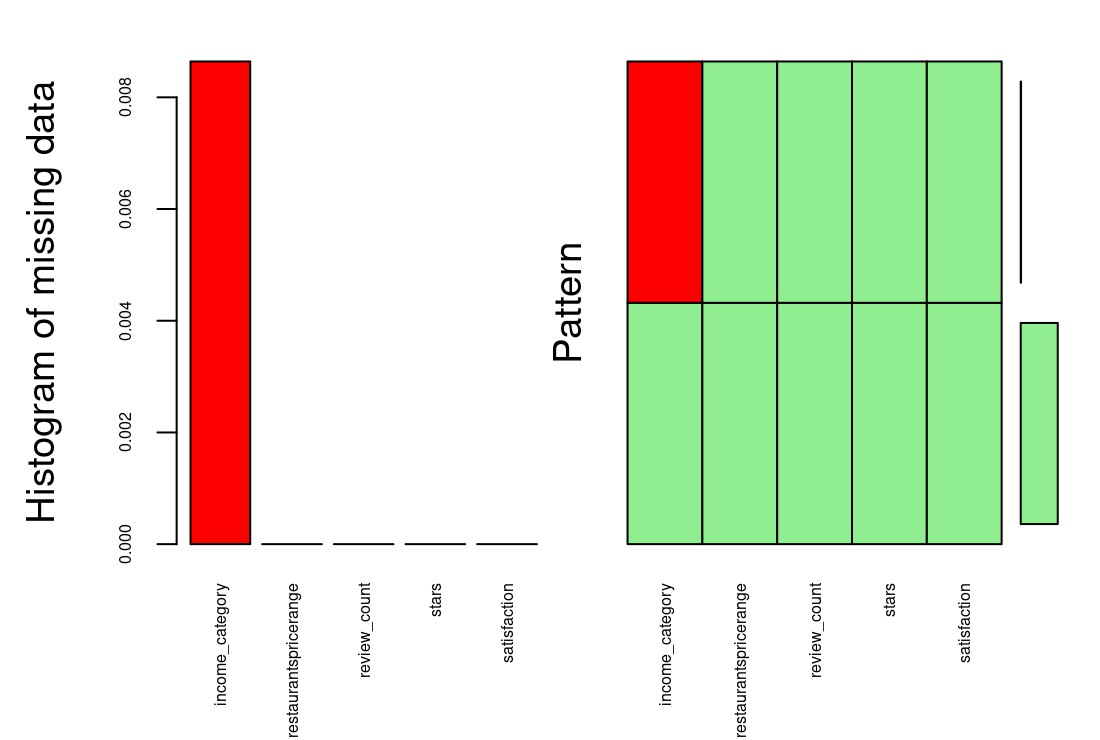 Histogram of missing data
0.000
0.002
0.004
0.006
0.008
income_category
restaurantspricerange
review_count
stars
satisfaction
Pattern
income_category
restaurantspricerange
review_count
stars
satisfaction